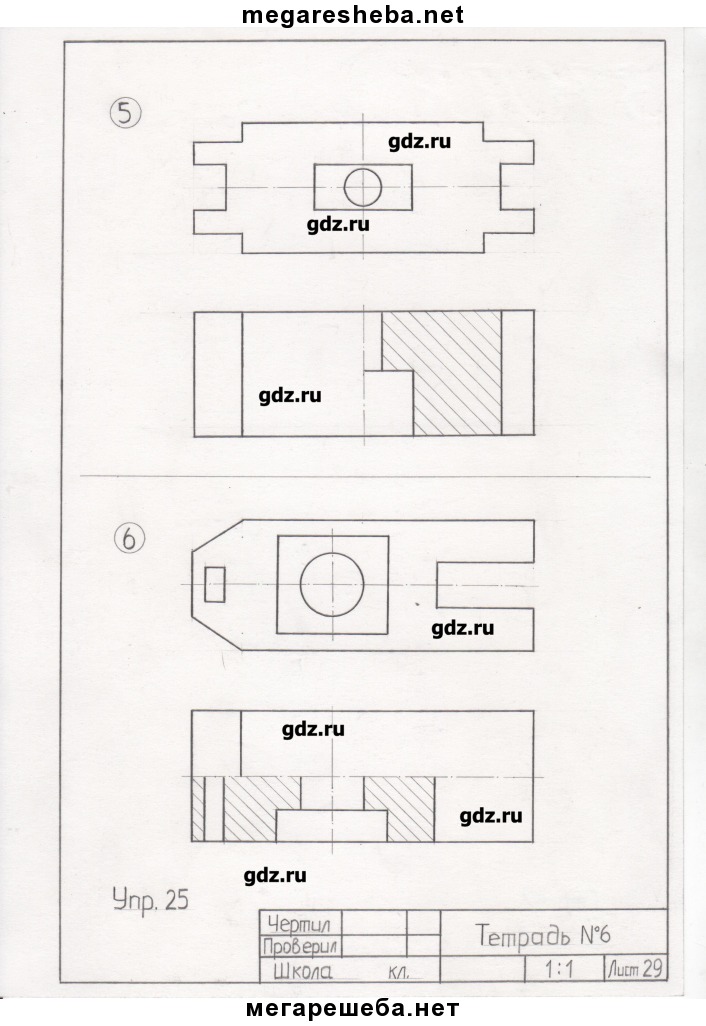 megaresheba.net
5
gdz.ru
gdz.ru
gdz.ru
6
gdz.ru
gdz.ru
gdz.ru
gdz.ru
Упр. 25
Чертил
Проверил
Школа кл.
Тетрадь №6
1:1 Лист 29
мегарешеба.нет